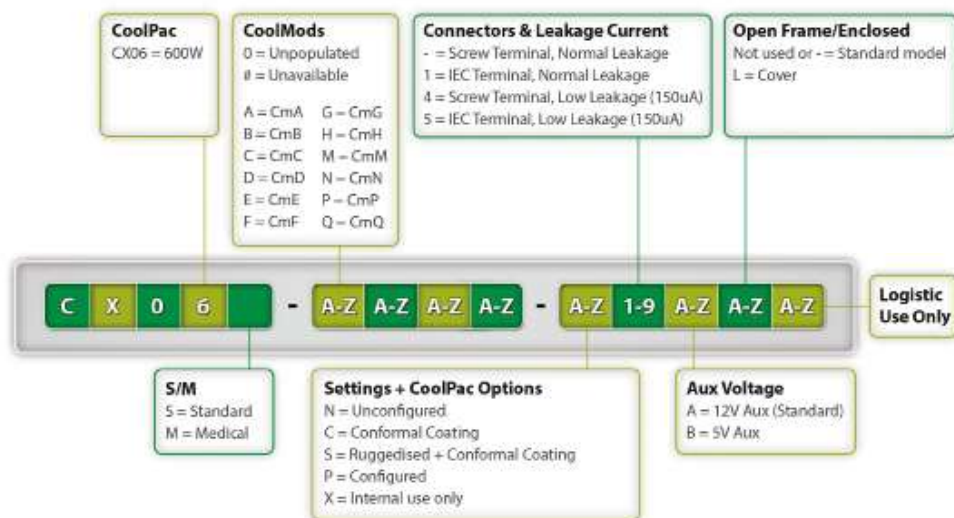 CoolPac
CX06 = 600W
CoolMods
0 = Unpopulated
ø = Unavailable
A = CmA G = CmG
B = CmB H = CmH
C = CmC M = CmM
D = CmD N = CmN
E = CmE P = CmP
F = CmF Q = CmQ
Connectors & Leakage Current
- = Screw Terminal, Normal Leakage
1 = IEC Terminal, Normal Leakage
4 = Screw Terminal, Low Leakage (150uA)
5 = IEC Terminal, Low Leakage (150uA)
Open Frame/Enclosed
Not used or - = Standard model
L = Cover
C X 0 6 - A-Z A-Z A-Z A-Z - A-Z 1-9 A-Z A-Z A-Z
Logistic
Use Only
S/M
S = Standard
M = Medical
Settings + CoolPac Options
N = Unconfigured
C = Conformal Coating
S = Ruggedised + Conformal Coating
P = Configured
X = Internal use only
Aux Voltage
A = 12V Aux (Standard)
B = 5V Aux